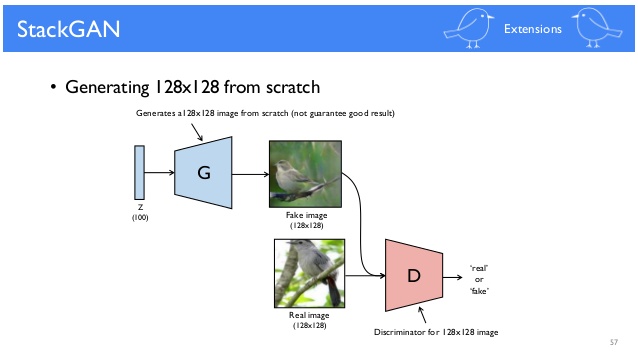 StackGAN
Extensions
• Generating 128x128 from scratch
Generates a128x128 image from scratch (not guarantee good result)
G
Z
(100)
Fake image
(128x128)
Real image
(128x128)
D
'real'
or
'fake'
Discriminator for 128x128 image
57